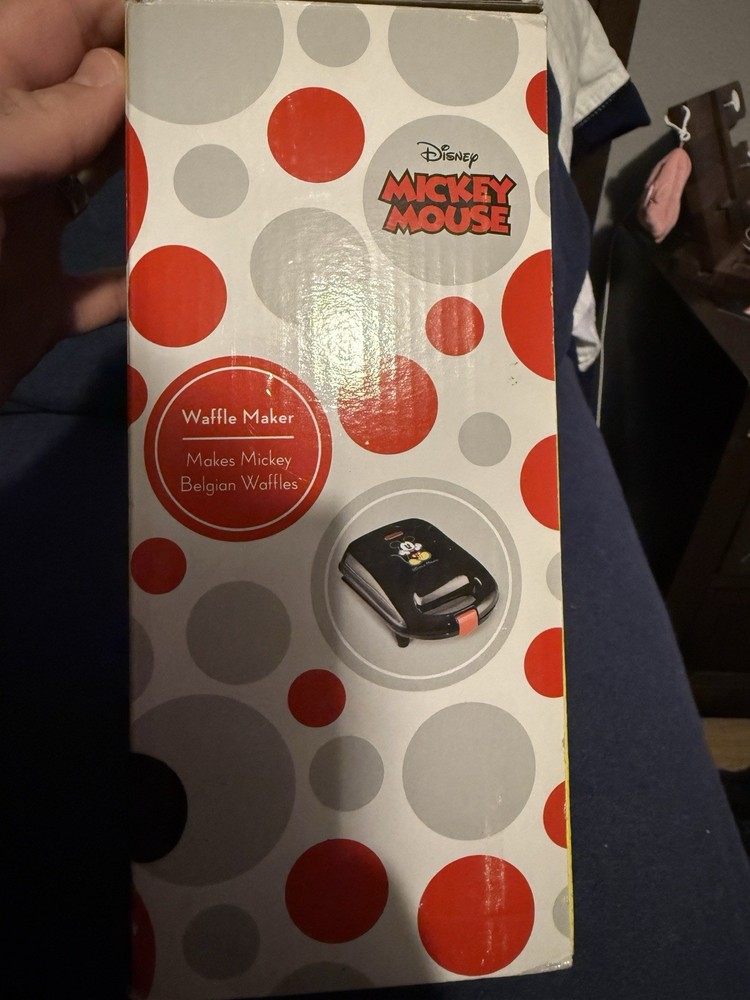 Disney
MICKEY
MOUSE
Waffle Maker
Makes Mickey
Belgian Waffles